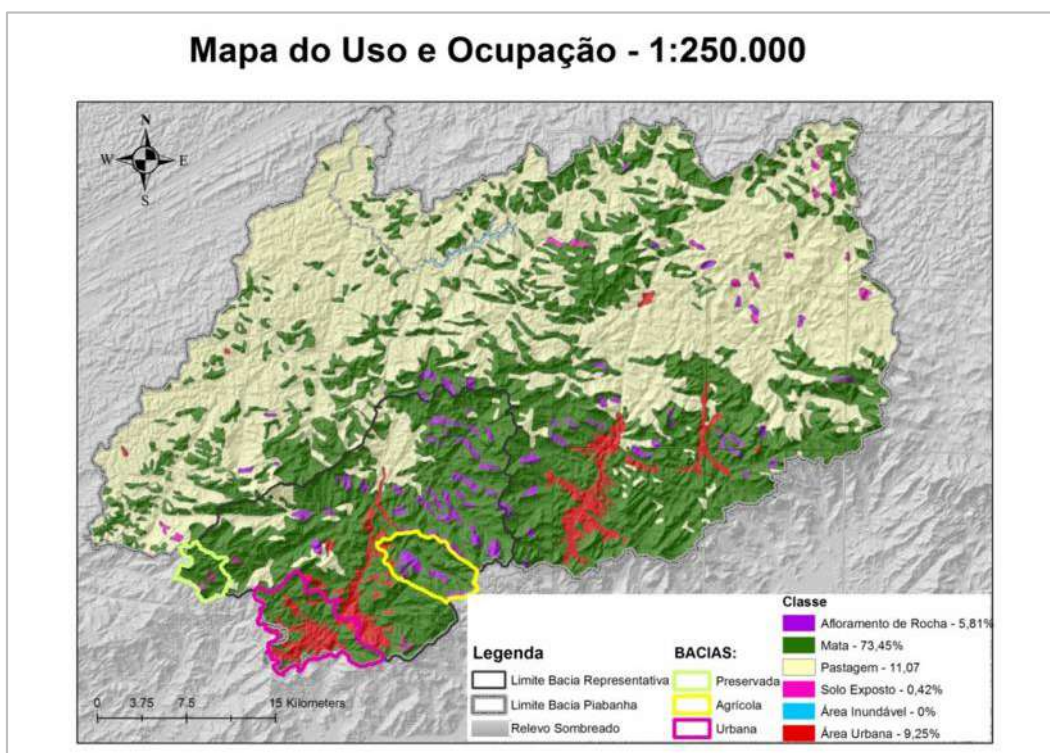 Mapa do Uso e Ocupação - 1:250.000
N
W E
S
Legenda
Limite Bacia Representativa
Limite Bacia Piabanha
Relevo Sombreado
BACIAS:
Preservada
Agrícola
Urbana
Classe
Afloramento de Rocha - 5,81%
Mata - 73,45%
Pastagem - 11,07
Solo Exposto - 0,42%
Área Inundável - 0%
Área Urbana - 9,25%
0 3.75 7.5 15 Kilometers